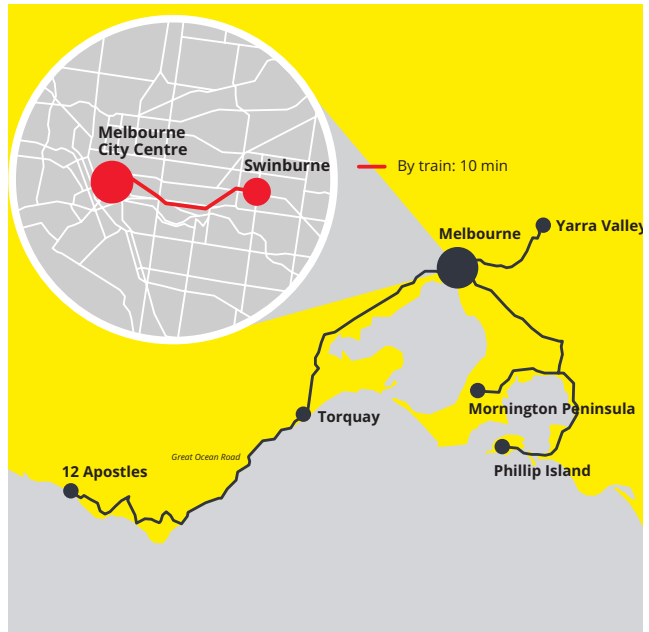 Melbourne
City Centre
Swinburne
By train: 10 min
Melbourne
Yarra Valley
Mornington Peninsula
Torquay
Great Ocean Road
12 Apostles
Phillip Island